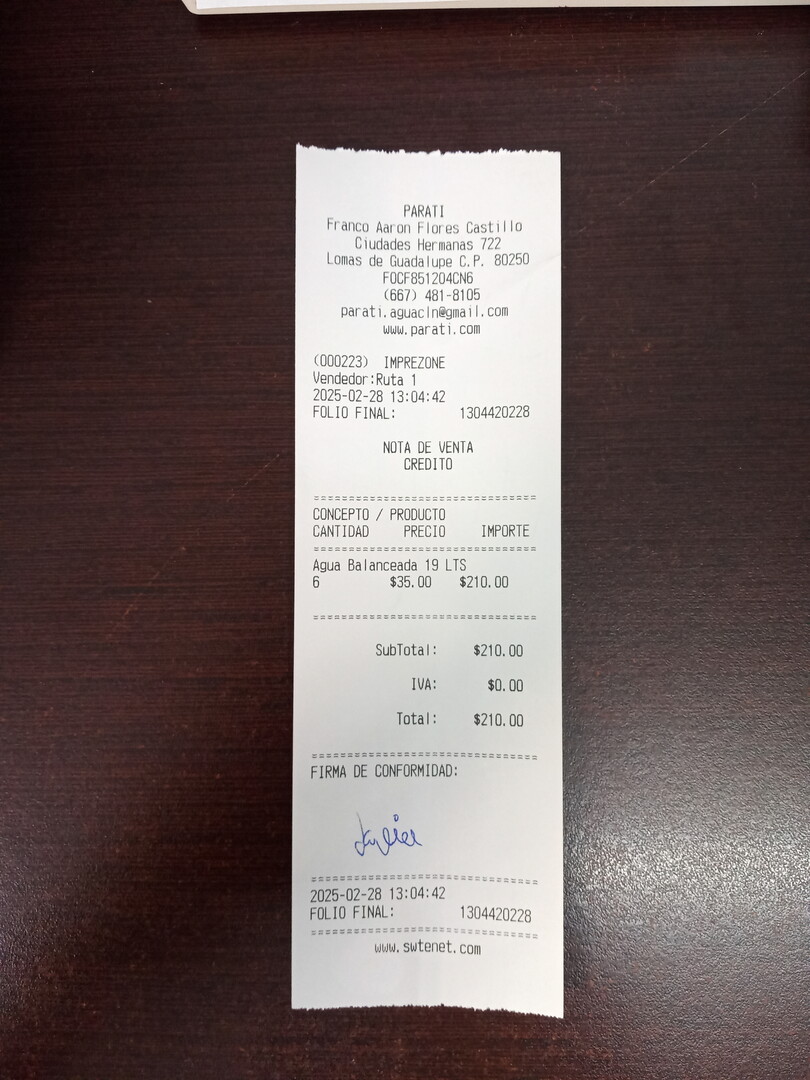 PARATI
Franco Aaron Flores Castillo
Ciudades Hermanas 722
Lomas de Guadalupe C.P. 80250
FOCF851204CN6
(667) 481-8105
parati.aguacln@gmail.com
www.parati.com
(000223) IMPREZONE
Vendedor:Ruta 1
2025-02-28 13:04:42
FOLIO FINAL: 1304420228
NOTA DE VENTA
CREDITO
================================
CONCEPTO / PRODUCTO
CANTIDAD PRECIO IMPORTE
================================
Agua Balanceada 19 LTS
6 $35.00 $210.00
================================
SubTotal: $210.00
IVA: $0.00
Total: $210.00
================================
FIRMA DE CONFORMIDAD:
================================
2025-02-28 13:04:42
FOLIO FINAL: 1304420228
================================
www.swtenet.com